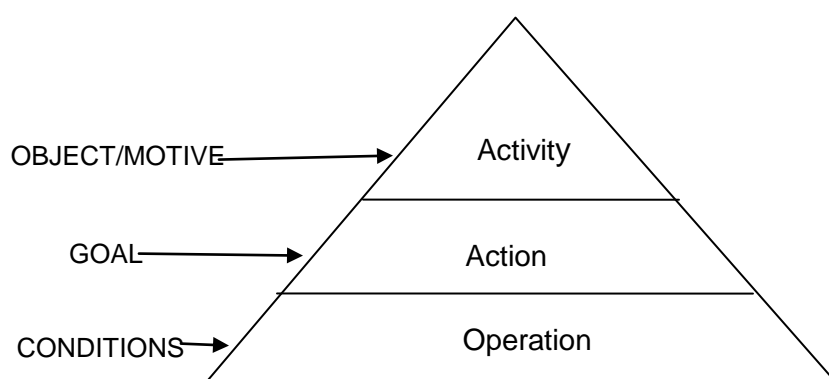 OBJECT/MOTIVE
Activity
GOAL
Action
CONDITIONS
Operation